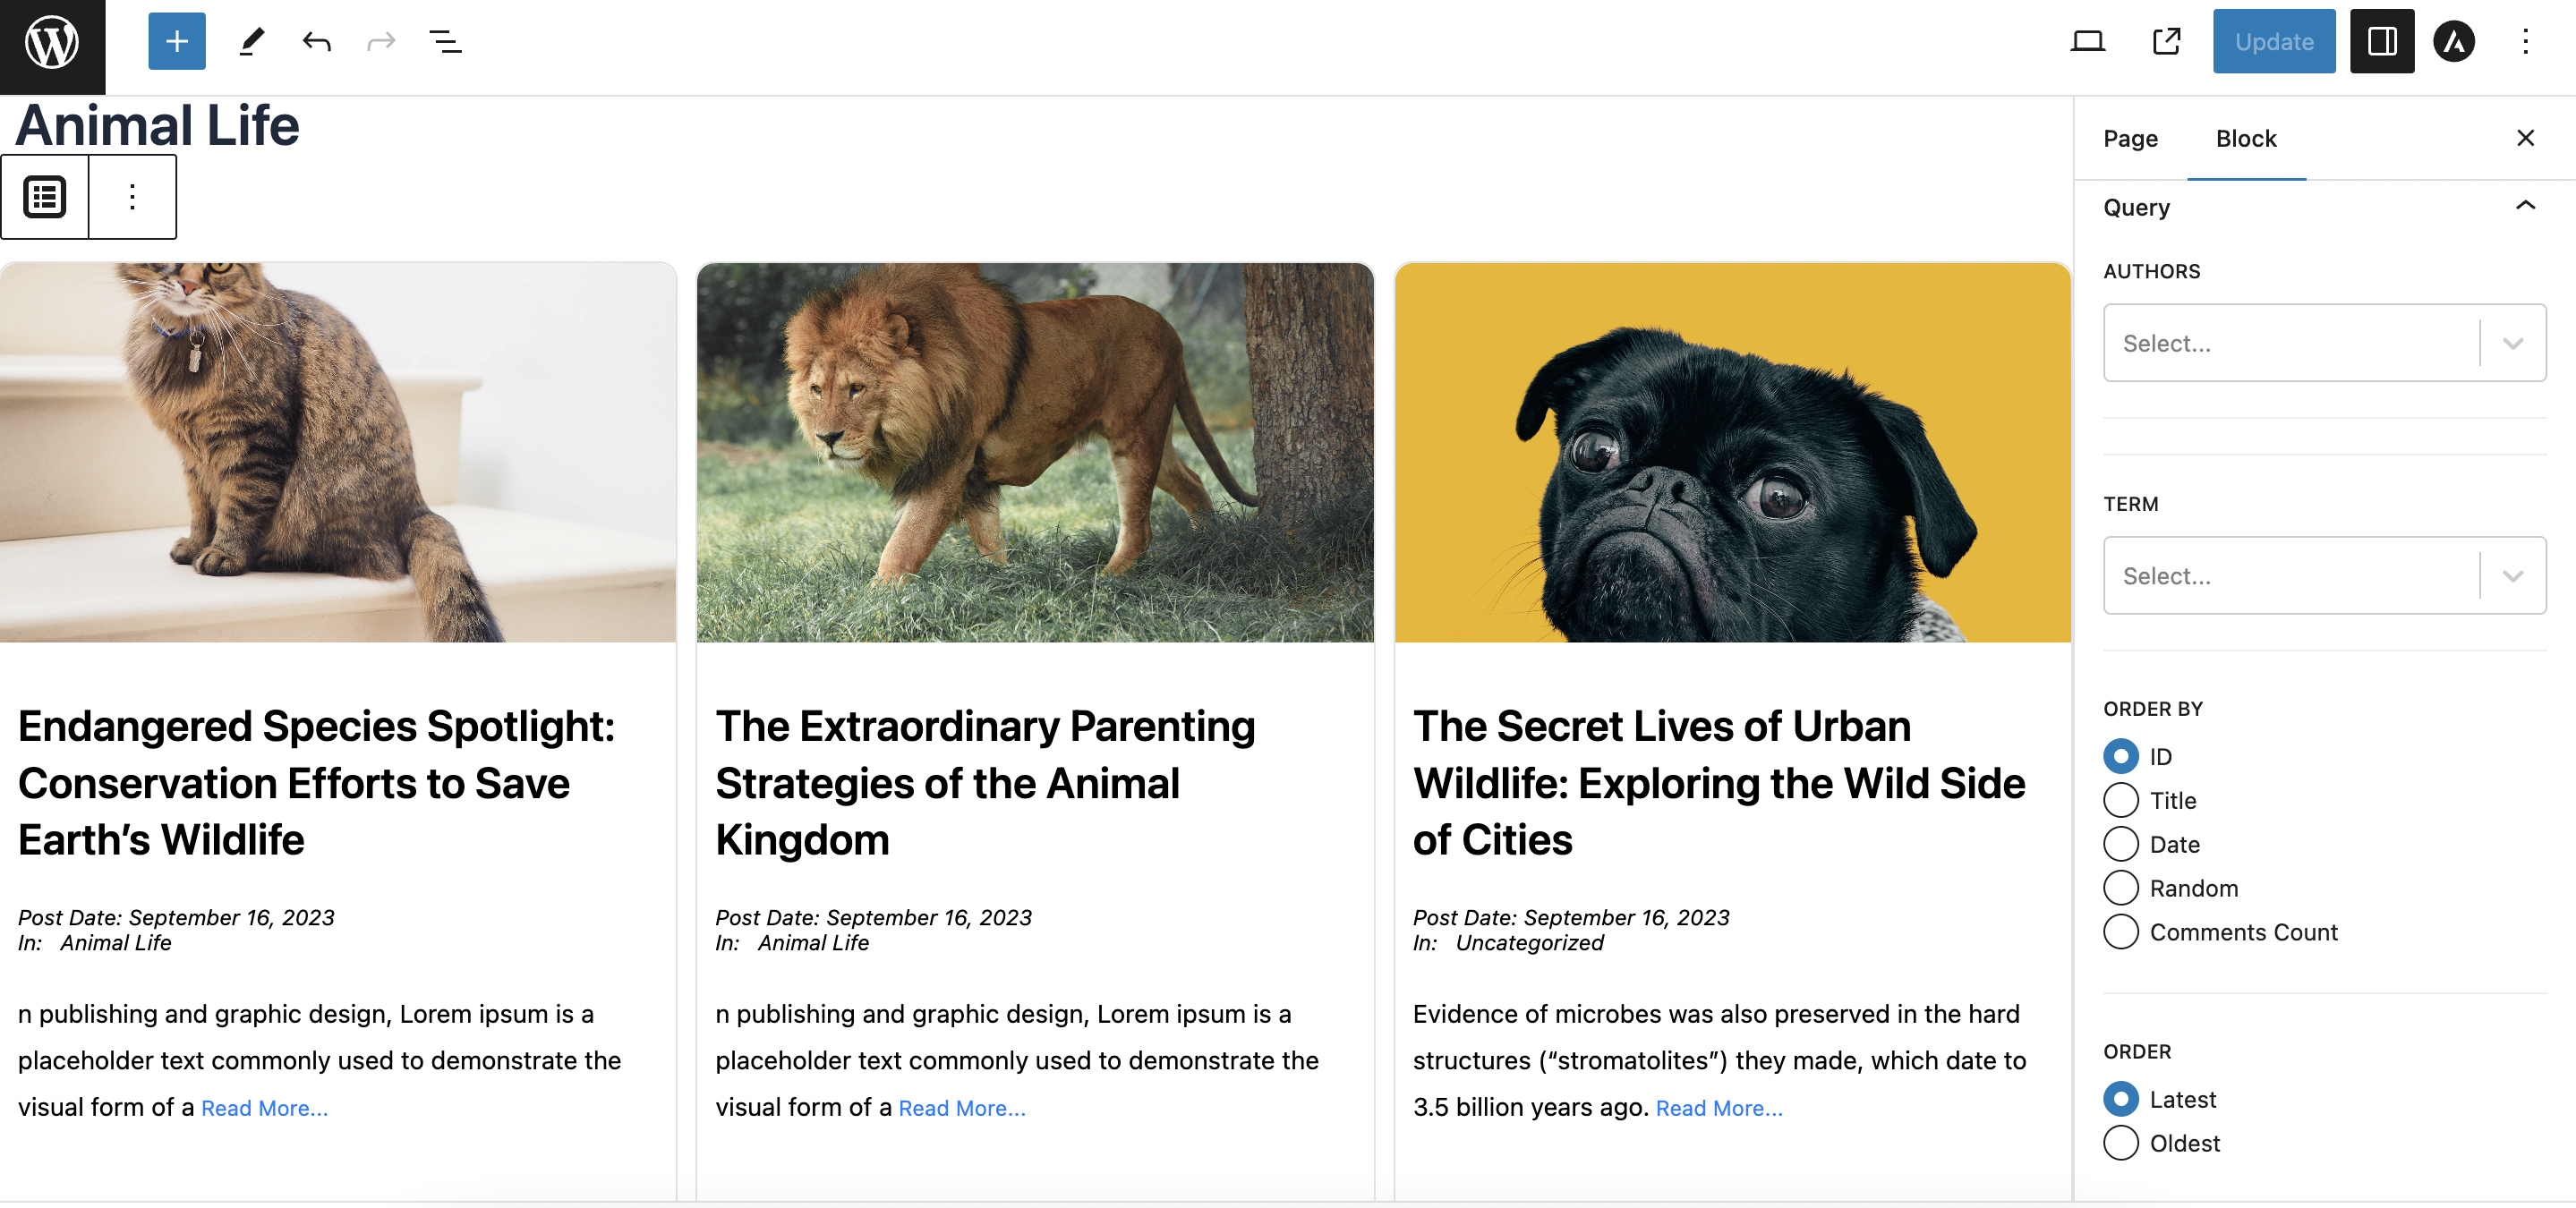 Update
Animal Life
Page
Block
Query
AUTHORS
Select...
TERM
Select...
ORDER BY
ID
Title
Date
Random
Comments Count
ORDER
Latest
Oldest
Endangered Species Spotlight:
Conservation Efforts to Save
Earth’s Wildlife
Post Date: September 16, 2023
In: Animal Life
n publishing and graphic design, Lorem ipsum is a
placeholder text commonly used to demonstrate the
visual form of a Read More...
The Extraordinary Parenting
Strategies of the Animal
Kingdom
Post Date: September 16, 2023
In: Animal Life
n publishing and graphic design, Lorem ipsum is a
placeholder text commonly used to demonstrate the
visual form of a Read More...
The Secret Lives of Urban
Wildlife: Exploring the Wild Side
of Cities
Post Date: September 16, 2023
In: Uncategorized
Evidence of microbes was also preserved in the hard
structures (“stromatolites”) they made, which date to
3.5 billion years ago. Read More...